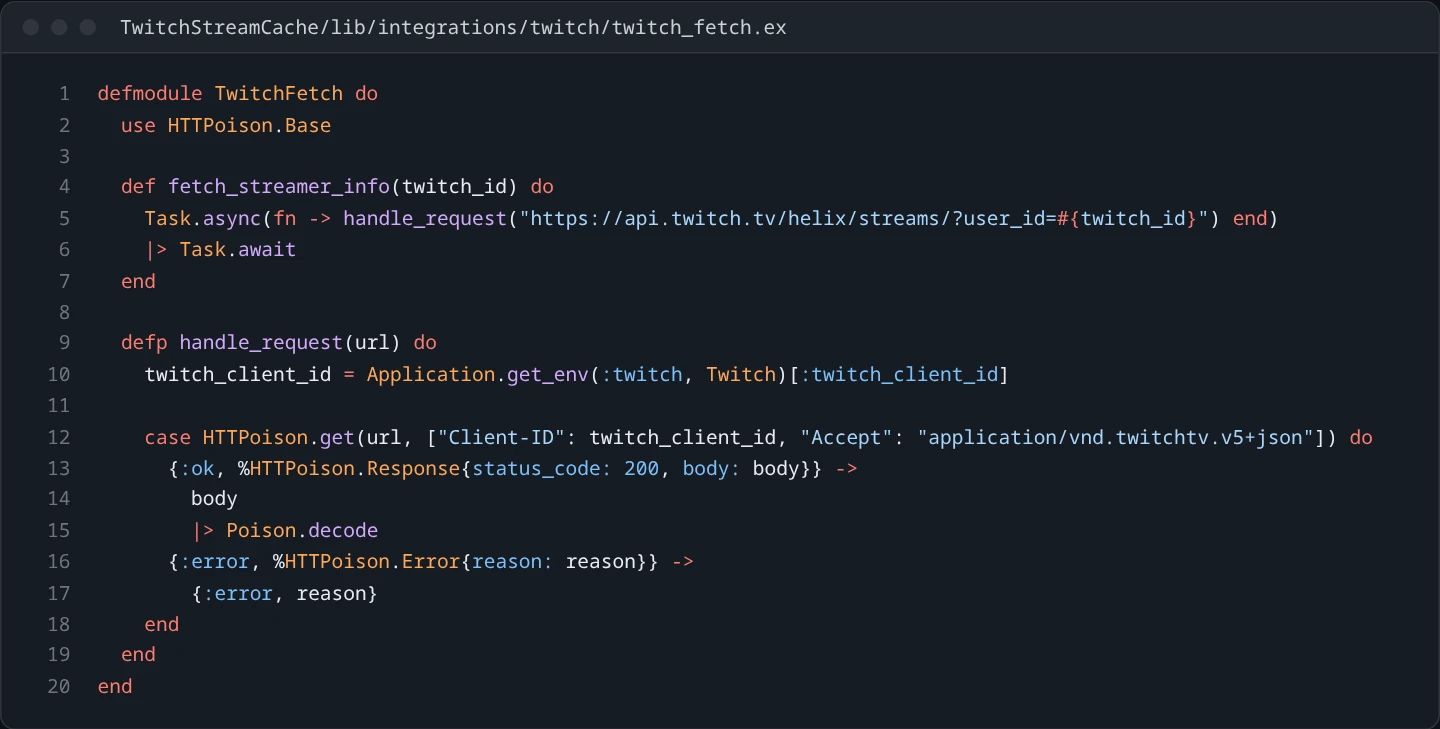 TwitchStreamCache/lib/integrations/twitch/twitch_fetch.ex
1 defmodule TwitchFetch do
2   use HTTPoison.Base
3
4   def fetch_streamer_info(twitch_id) do
5     Task.async(fn -> handle_request("https://api.twitch.tv/helix/streams/?user_id=#{twitch_id}") end)
6     |> Task.await
7   end
8
9   defp handle_request(url) do
10     twitch_client_id = Application.get_env(:twitch, Twitch)[:twitch_client_id]
11
12     case HTTPoison.get(url, ["Client-ID": twitch_client_id, "Accept": "application/vnd.twitchtv.v5+json"]) do
13       {:ok, %HTTPoison.Response{status_code: 200, body: body}} ->
14         body
15         |> Poison.decode
16       {:error, %HTTPoison.Error{reason: reason}} ->
17         {:error, reason}
18     end
19   end
20 end